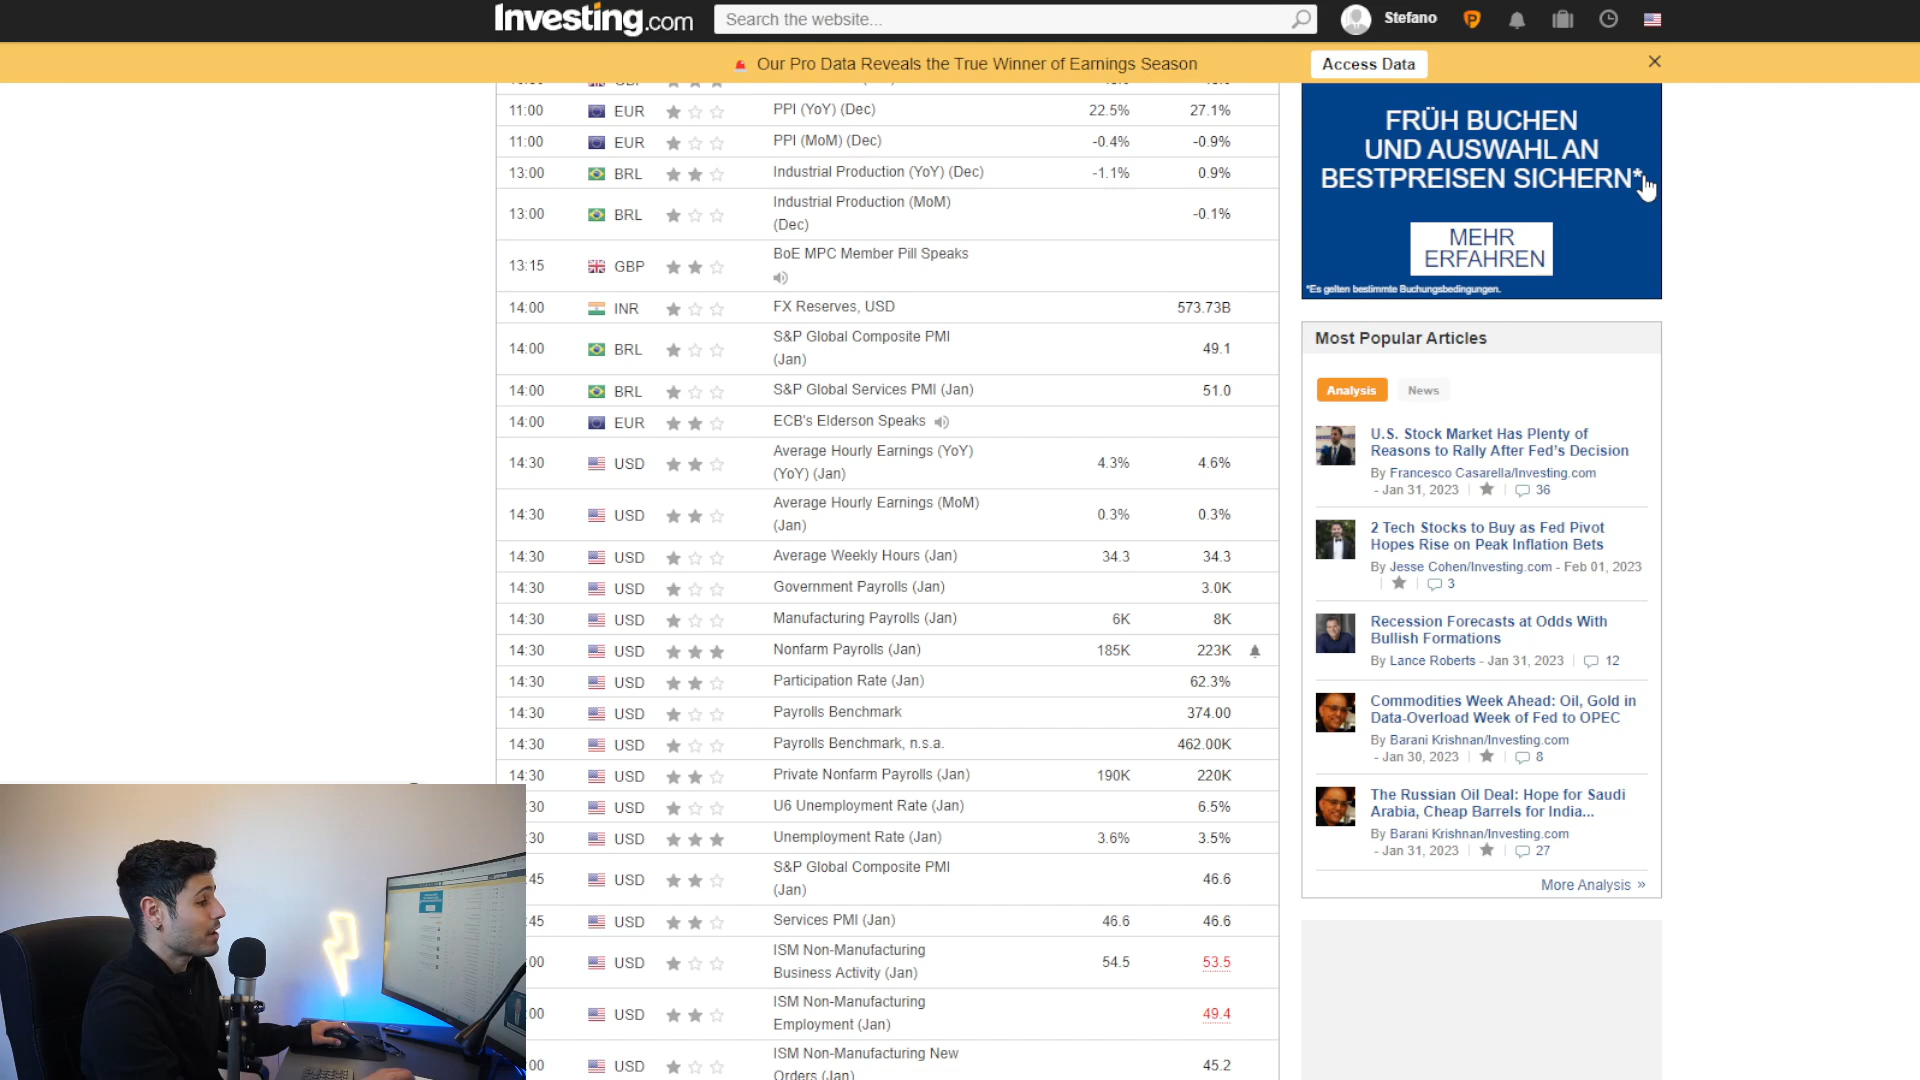 Investing.com
Search the website...
Stefano
Our Pro Data Reveals the True Winner of Earnings Season
Access Data
11:00 EUR PPI (YoY) (Dec) 22.5% 27.1%
11:00 EUR PPI (MoM) (Dec) -0.4% -0.9%
13:00 BRL Industrial Production (YoY) (Dec) -1.1% 0.9%
13:00 BRL Industrial Production (MoM) -0.1%
(Dec)
13:15 GBP BoE MPC Member Pill Speaks
14:00 INR FX Reserves, USD 573.73B
14:00 BRL S&P Global Composite PMI 49.1
(Jan)
14:00 BRL S&P Global Services PMI (Jan) 51.0
14:00 EUR ECB's Elderson Speaks
14:30 USD Average Hourly Earnings (YoY) 4.3% 4.6%
(YoY) (Jan)
14:30 USD Average Hourly Earnings (MoM) 0.3% 0.3%
(Jan)
14:30 USD Average Weekly Hours (Jan) 34.3 34.3
14:30 USD Government Payrolls (Jan) 3.0K
14:30 USD Manufacturing Payrolls (Jan) 6K 8K
14:30 USD Nonfarm Payrolls (Jan) 185K 223K
14:30 USD Participation Rate (Jan) 62.3%
14:30 USD Payrolls Benchmark 374.00
14:30 USD Payrolls Benchmark, n.s.a. 462.00K
14:30 USD Private Nonfarm Payrolls (Jan) 190K 220K
:30 USD U6 Unemployment Rate (Jan) 6.5%
:30 USD Unemployment Rate (Jan) 3.6% 3.5%
:45 USD S&P Global Composite PMI 46.6
(Jan)
:45 USD Services PMI (Jan) 46.6 46.6
:00 USD ISM Non-Manufacturing 54.5 53.5
Business Activity (Jan)
:00 USD ISM Non-Manufacturing 49.4
Employment (Jan)
:00 USD ISM Non-Manufacturing New 45.2
Orders (Jan)
FRÜH BUCHEN
UND AUSWAHL AN
BESTPREISEN SICHERN*
MEHR
ERFAHREN
*Es gelten bestimmte Buchungsbedingungen.
Most Popular Articles
Analysis News
U.S. Stock Market Has Plenty of
Reasons to Rally After Fed's Decision
By Francesco Casarella/Investing.com
- Jan 31, 2023 36
2 Tech Stocks to Buy as Fed Pivot
Hopes Rise on Peak Inflation Bets
By Jesse Cohen/Investing.com - Feb 01, 2023
3
Recession Forecasts at Odds With
Bullish Formations
By Lance Roberts - Jan 31, 2023 12
Commodities Week Ahead: Oil, Gold in
Data-Overload Week of Fed to OPEC
By Barani Krishnan/Investing.com
- Jan 30, 2023 8
The Russian Oil Deal: Hope for Saudi
Arabia, Cheap Barrels for India...
By Barani Krishnan/Investing.com
- Jan 31, 2023 27
More Analysis »